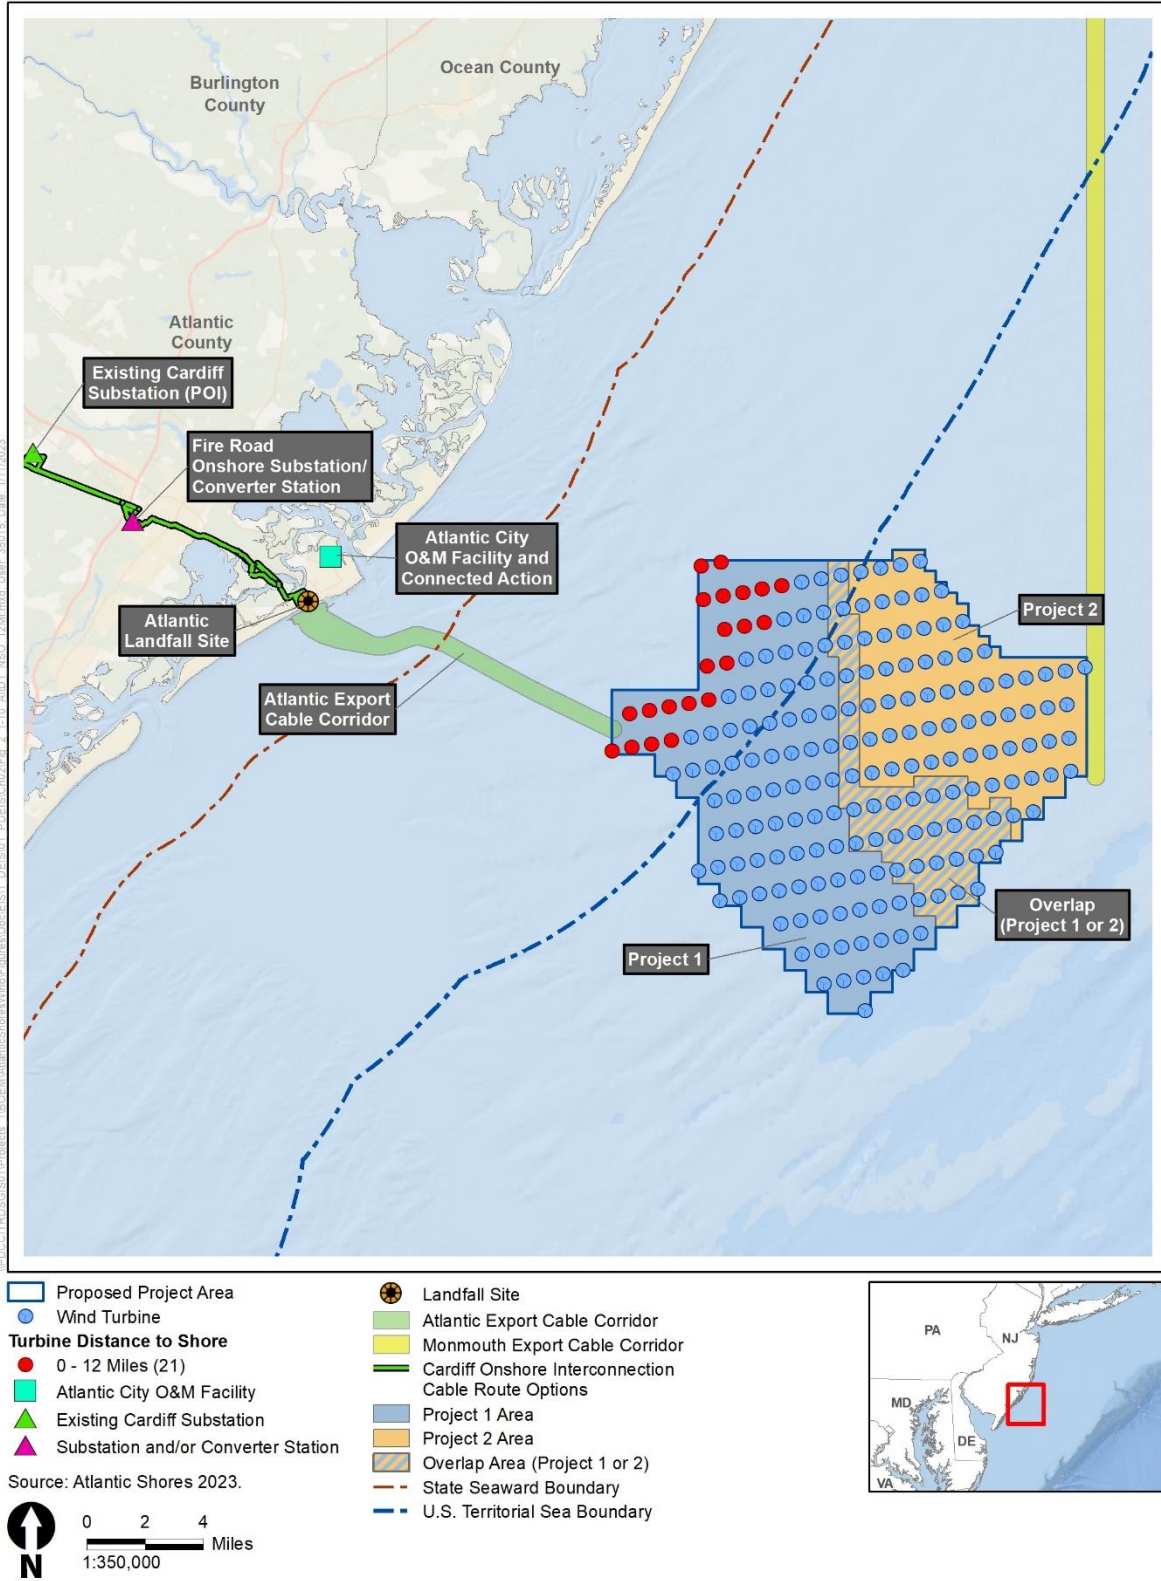 Ocean County
Burlington
County
Atlantic
County
Existing Cardiff
Substation (POI)
Fire Road
Onshore Substation/
Converter Station
Atlantic City
O&M Facility and
Connected Action
Atlantic
Landfall Site
Atlantic Export
Cable Corridor
Project 2
Overlap
(Project 1 or 2)
Project 1
Proposed Project Area
Wind Turbine
Turbine Distance to Shore
0 - 12 Miles (21)
Atlantic City O&M Facility
Existing Cardiff Substation
Substation and/or Converter Station
Source: Atlantic Shores 2023.
N
0 2 4
Miles
1:350,000
Landfall Site
Atlantic Export Cable Corridor
Monmouth Export Cable Corridor
Cardiff Onshore Interconnection
Cable Route Options
Project 1 Area
Project 2 Area
Overlap Area (Project 1 or 2)
State Seaward Boundary
U.S. Territorial Sea Boundary
PA
NJ
MD
DE
VA